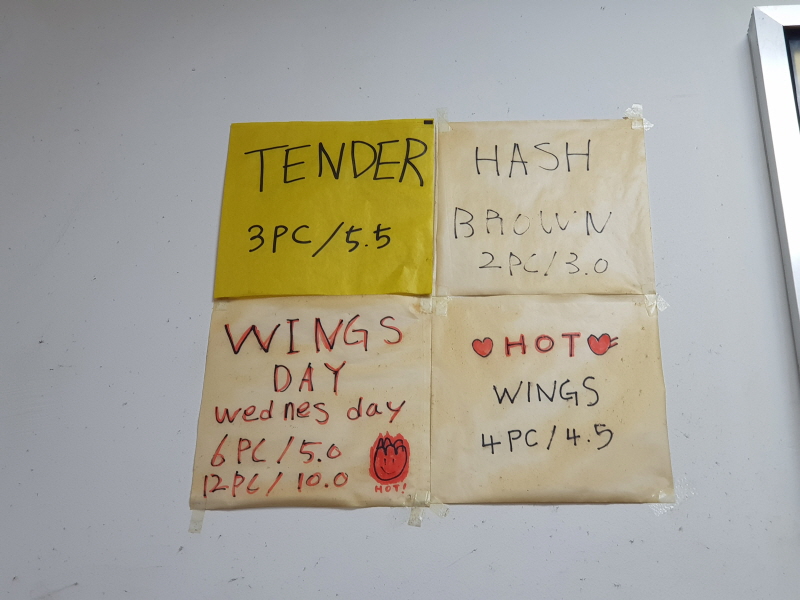 TENDER
3PC/5.5
HASH
BROWN
2PC/3.0
WINGS
DAY
wednes day
6PC/5.0
12PC/10.0
HOT!
HOT
WINGS
4PC/4.5